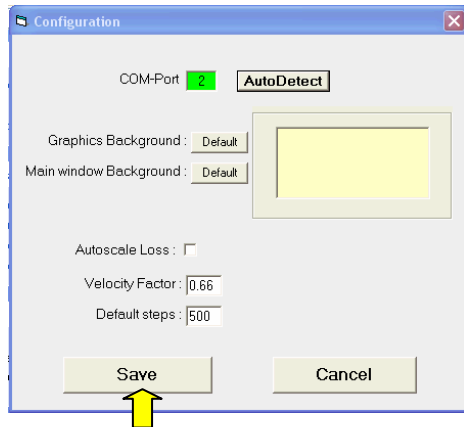 Configuration
COM-Port 2 AutoDetect
Graphics Background : Default
Main window Background : Default
Autoscale Loss :
Velocity Factor : 0.66
Default steps : 500
Save Cancel